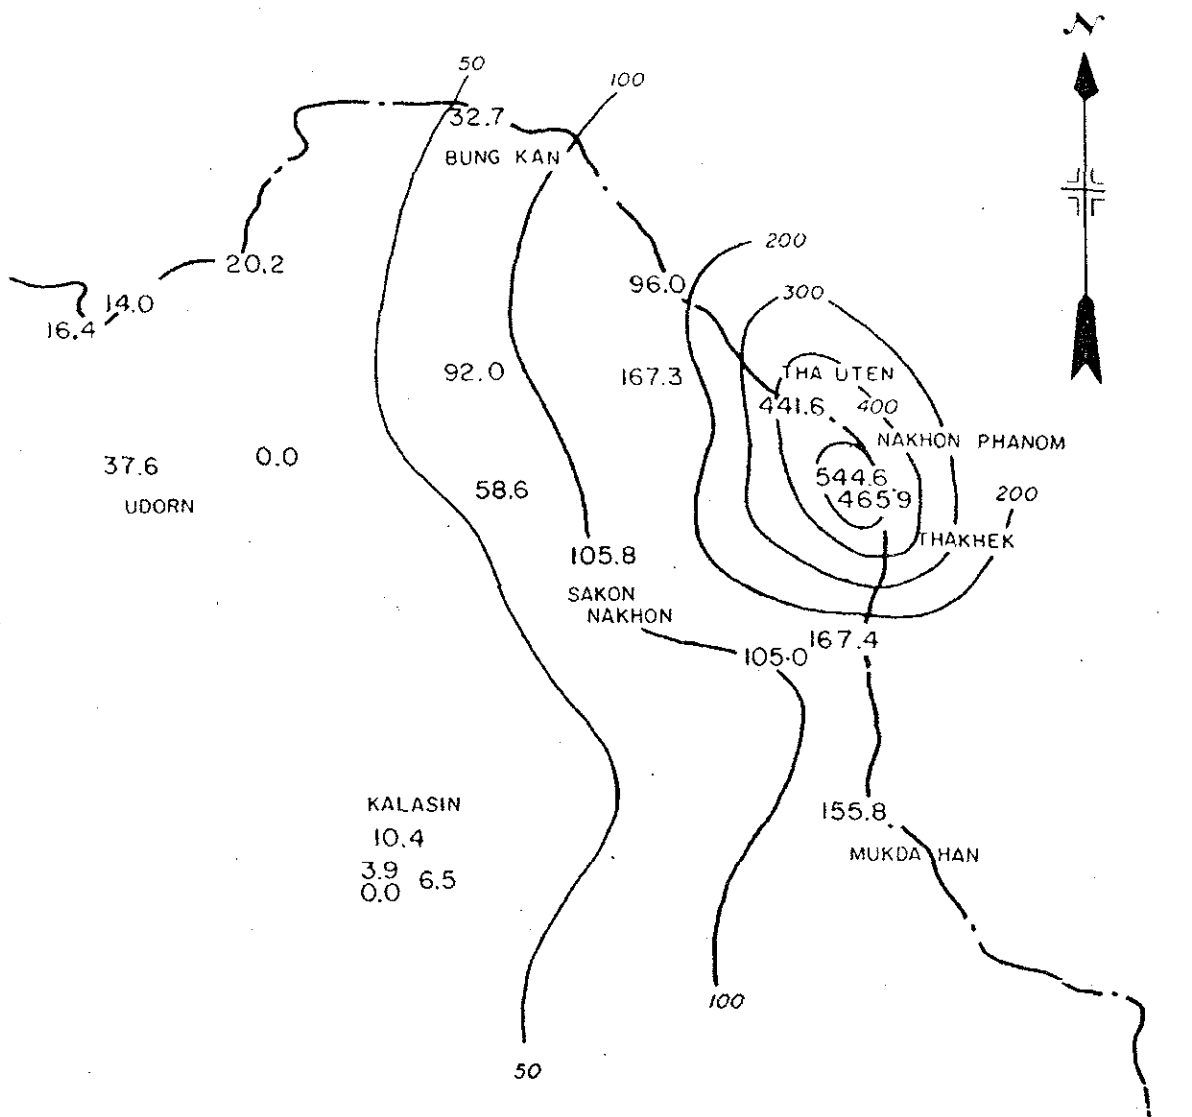 N
50
100
32.7
BUNG KAN
200
20.2
96.0
300
14.0
16.4
92.0
167.3
THA UTEN
441.6
400
NAKHON PHANOM
37.6
0.0
544.6
58.6
465.9
200
UDORN
THAKHEK
105.8
SAKON
NAKHON
167.4
105.0
KALASIN
155.8
10.4
MUKDA HAN
3.9
6.5
0.0
100
50